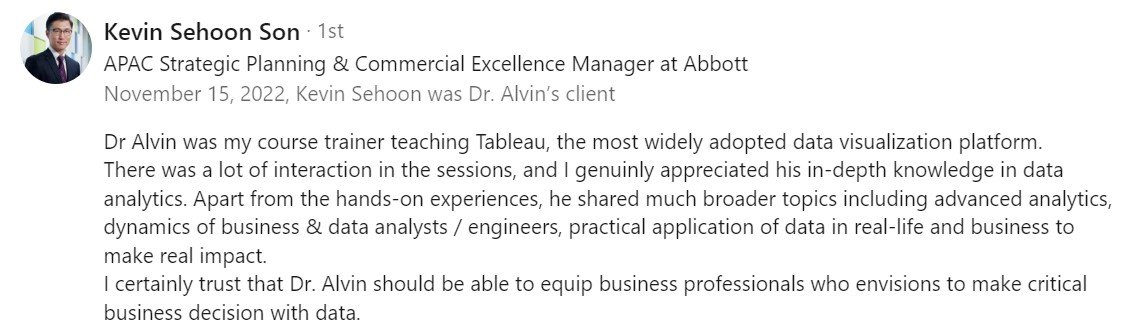 Kevin Sehoon Son · 1st
APAC Strategic Planning & Commercial Excellence Manager at Abbott
November 15, 2022, Kevin Sehoon was Dr. Alvin’s client
Dr Alvin was my course trainer teaching Tableau, the most widely adopted data visualization platform.
There was a lot of interaction in the sessions, and I genuinly appreciated his in-depth knowledge in data
analytics. Apart from the hands-on experiences, he shared much broader topics including advanced analytics,
dynamics of business & data analysts / engineers, practical application of data in real-life and business to
make real impact.
I certainly trust that Dr. Alvin should be able to equip business professionals who envisions to make critical
business decision with data.